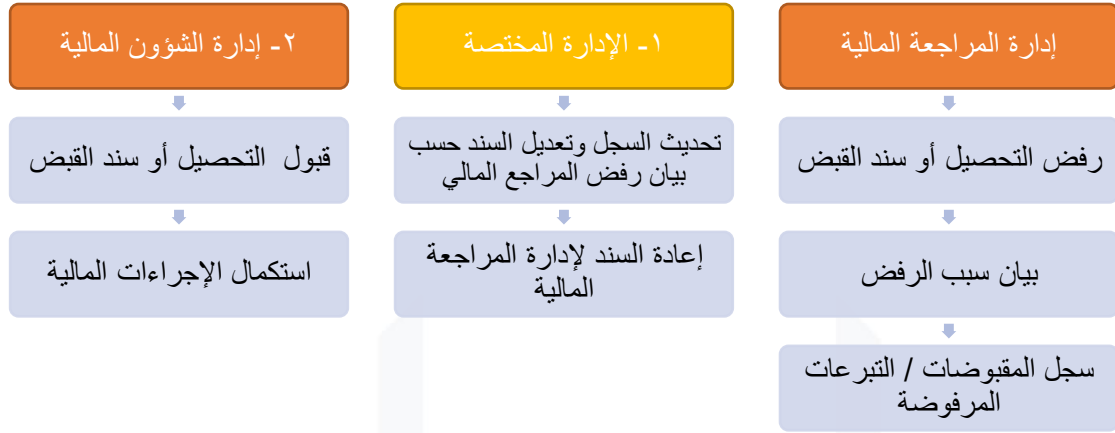 إدارة المراجعة المالية
رفض التحصيل أو سند القبض
بيان سبب الرفض
سجل المقبوضات / التبرعات
المرفوضة
١- الإدارة المختصة
تحديث السجل وتعديل السند حسب
بيان رفض المراجع المالي
إعادة السند لإدارة المراجعة
المالية
٢- إدارة الشؤون المالية
قبول التحصيل أو سند القبض
استكمال الإجراءات المالية